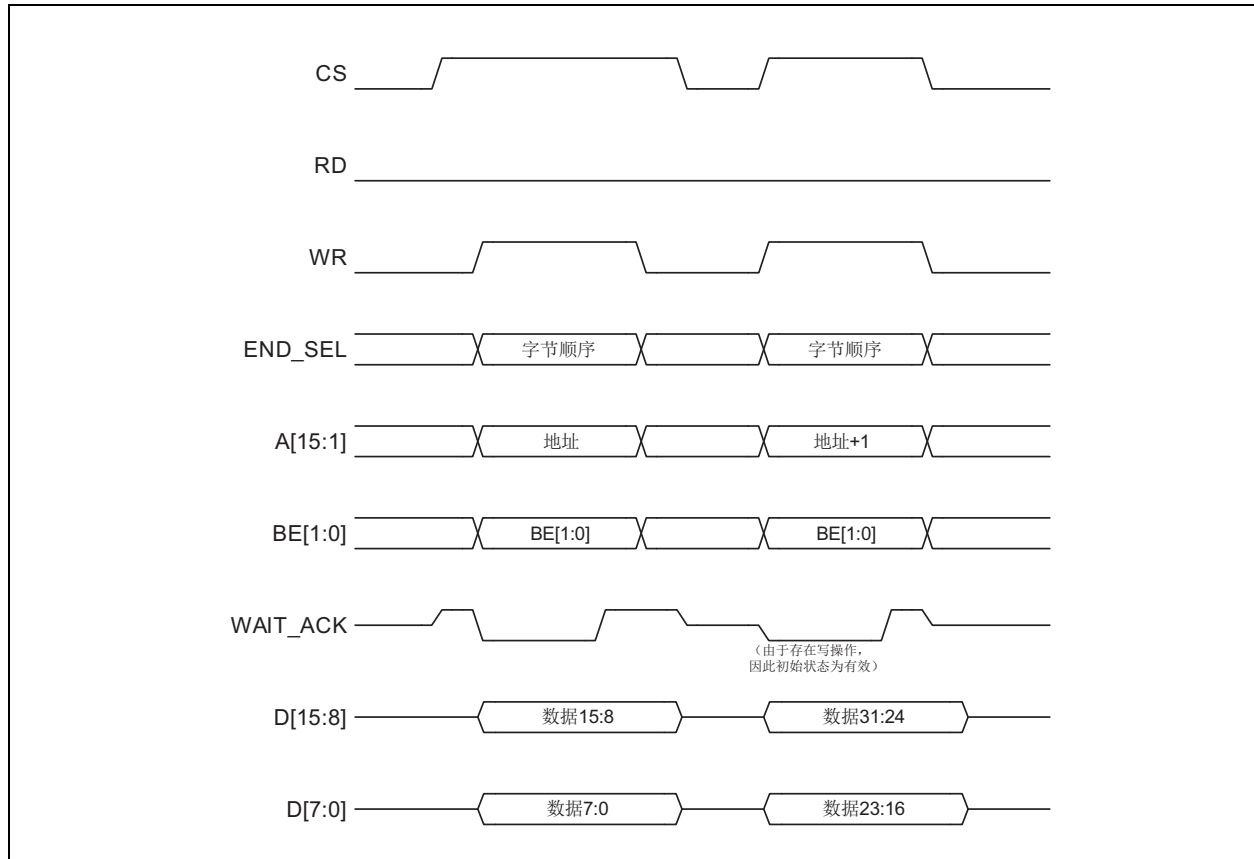 CS
RD
WR
END_SEL 字节顺序 字节顺序
A[15:1] 地址 地址+1
BE[1:0] BE[1:0] BE[1:0]
WAIT_ACK
（由于存在写操作，
因此初始状态为有效）
D[15:8] 数据15:8 数据31:24
D[7:0] 数据7:0 数据23:16